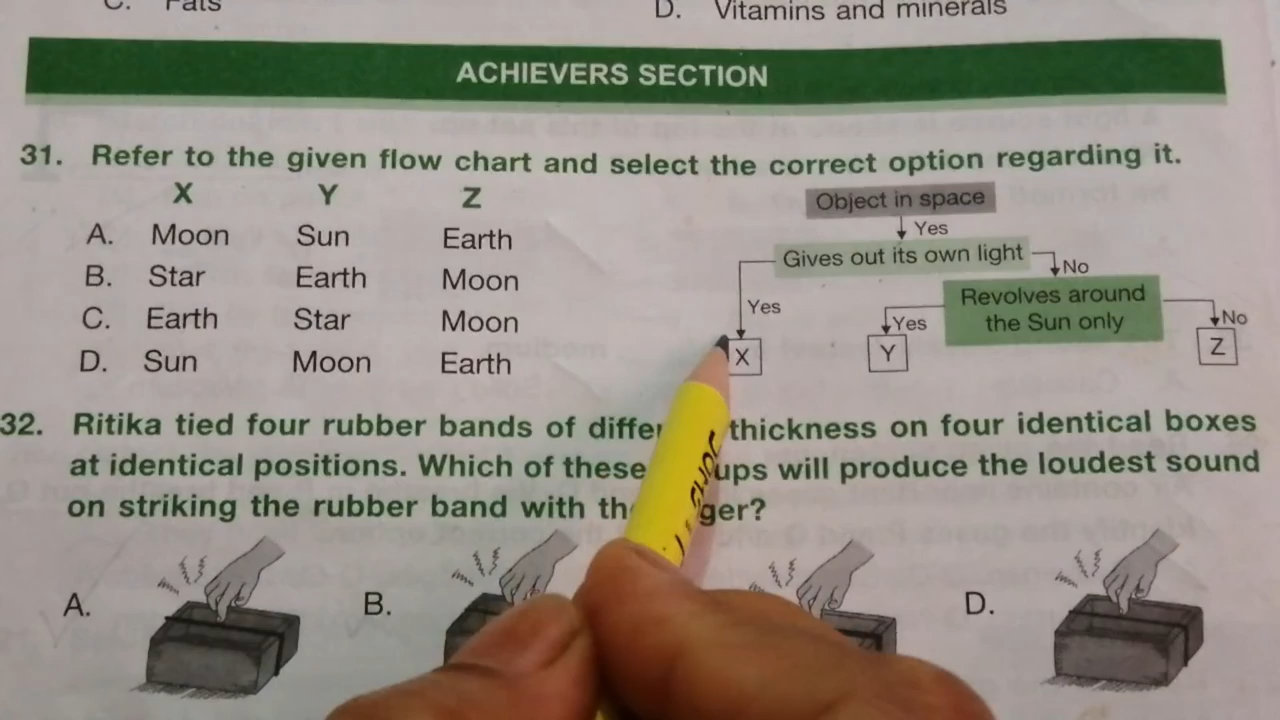 C. Fats D. Vitamins and minerals
ACHIEVERS SECTION
31. Refer to the given flow chart and select the correct option regarding it.
X Y Z
A. Moon Sun Earth
B. Star Earth Moon
C. Earth Star Moon
D. Sun Moon Earth
Object in space
Yes
Gives out its own light
No
Yes
Revolves around
the Sun only
Yes
No
X
Y
Z
32. Ritika tied four rubber bands of differ thickness on four identical boxes
at identical positions. Which of these ups will produce the loudest sound
on striking the rubber band with th ger?
A. B. D.